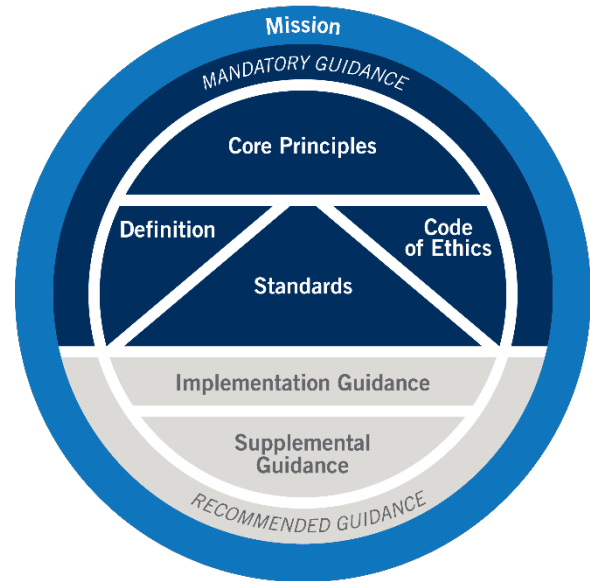 Mission
MANDATORY GUIDANCE
Core Principles
Definition
Code
of Ethics
Standards
Implementation Guidance
Supplemental
Guidance
RECOMMENDED GUIDANCE